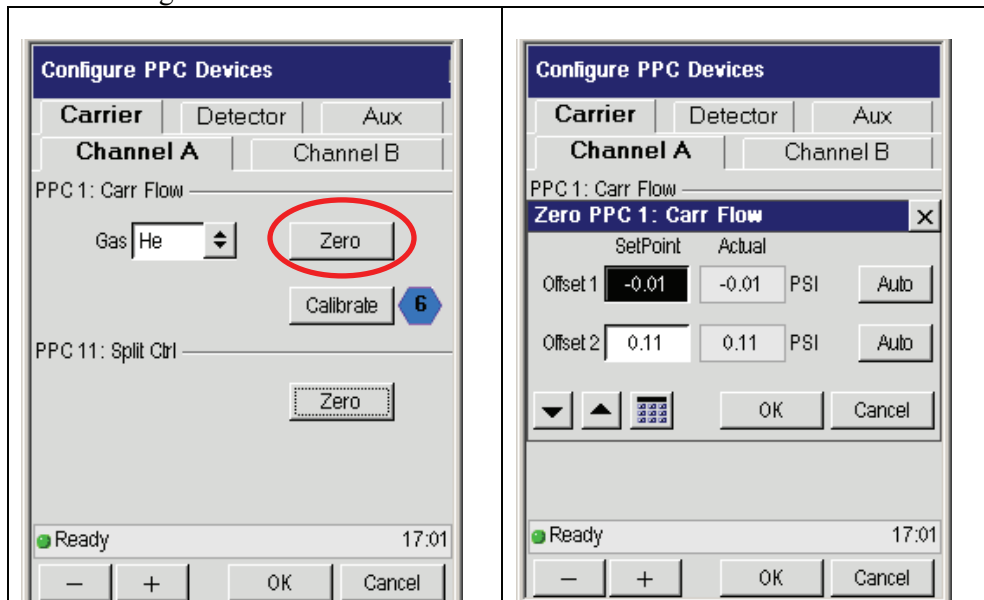 Configure PPC Devices
Carrier Detector Aux
Channel A Channel B
PPC 1: Carr Flow
Gas He Zero
Calibrate 6
PPC 11: Split Ctrl
Zero
Ready 17:01
− + OK Cancel
Configure PPC Devices
Carrier Detector Aux
Channel A Channel B
PPC 1: Carr Flow
Zero PPC 1: Carr Flow X
SetPoint Actual
Offset 1 -0.01 -0.01 PSI Auto
Offset 2 0.11 0.11 PSI Auto
OK Cancel
Ready 17:01
− + OK Cancel